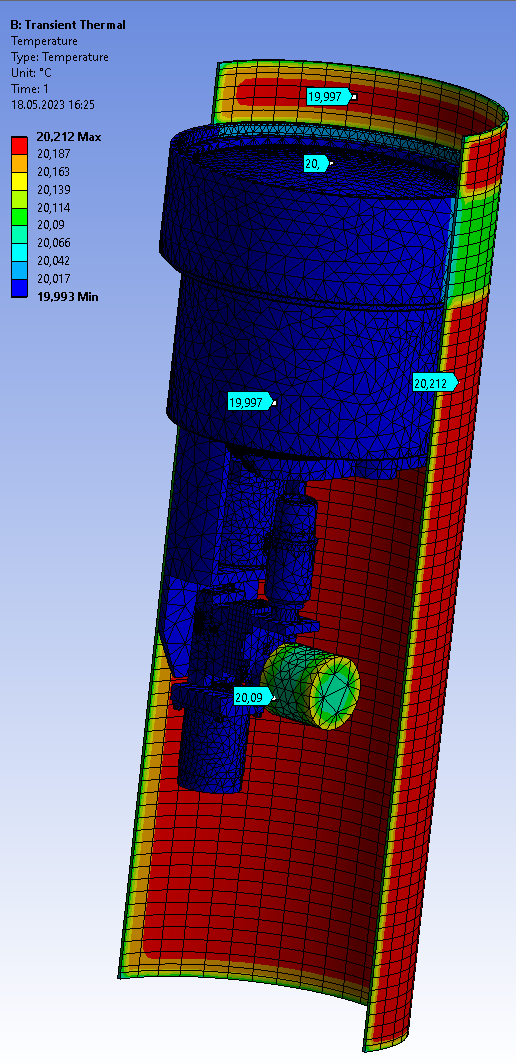 B: Transient Thermal
Temperature
Type: Temperature
Unit: °C
Time: 1
18.05.2023 16:25
20,212 Max
20,187
20,163
20,139
20,114
20,09
20,066
20,042
20,017
19,993 Min
19,997
20,
20,212
19,997
20,09